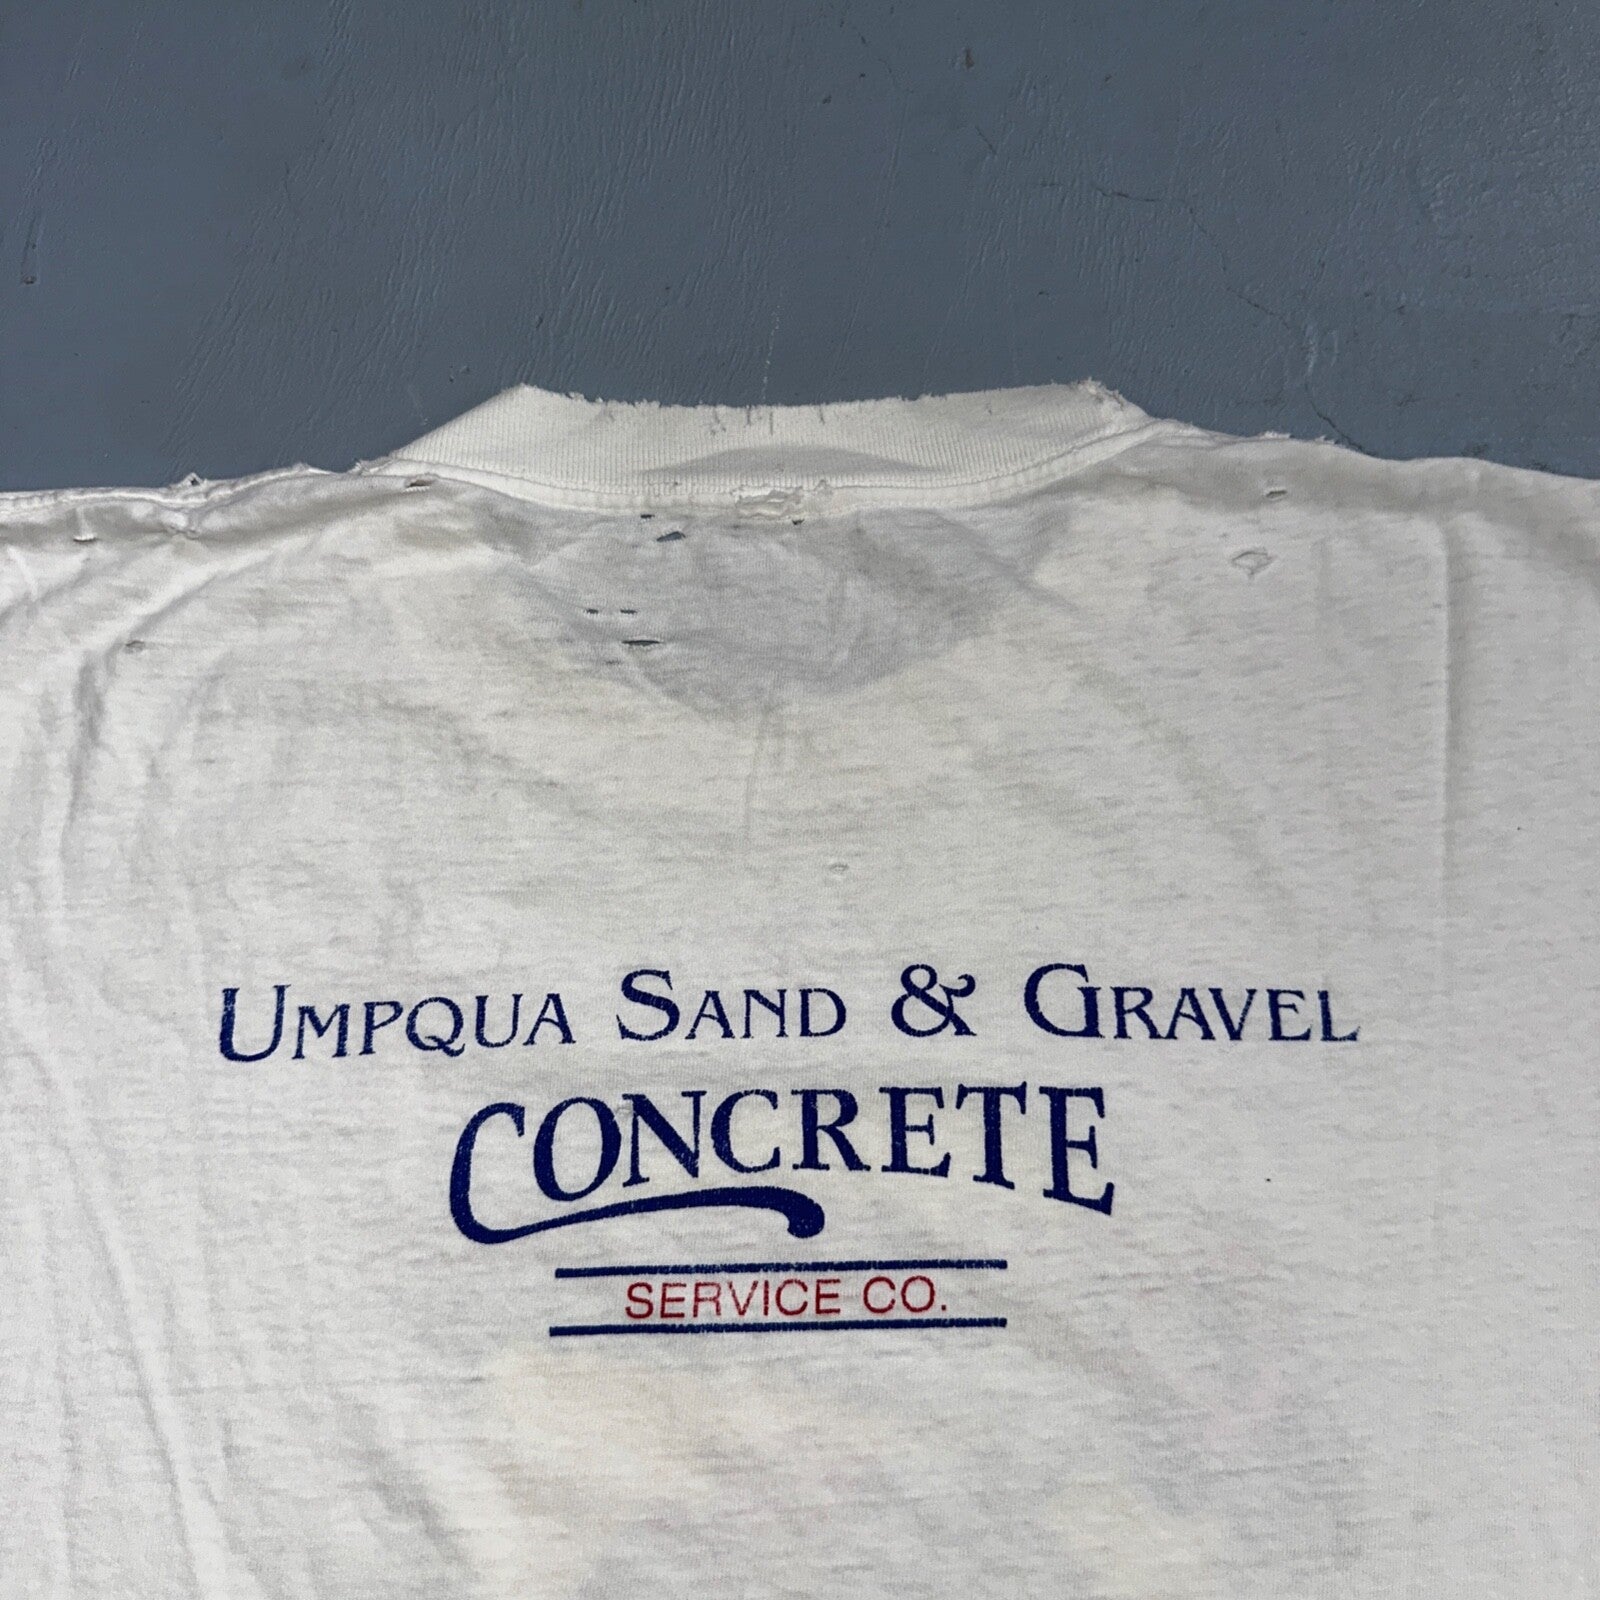 UMPQUA SAND & GRAVEL
CONCRETE
SERVICE CO.